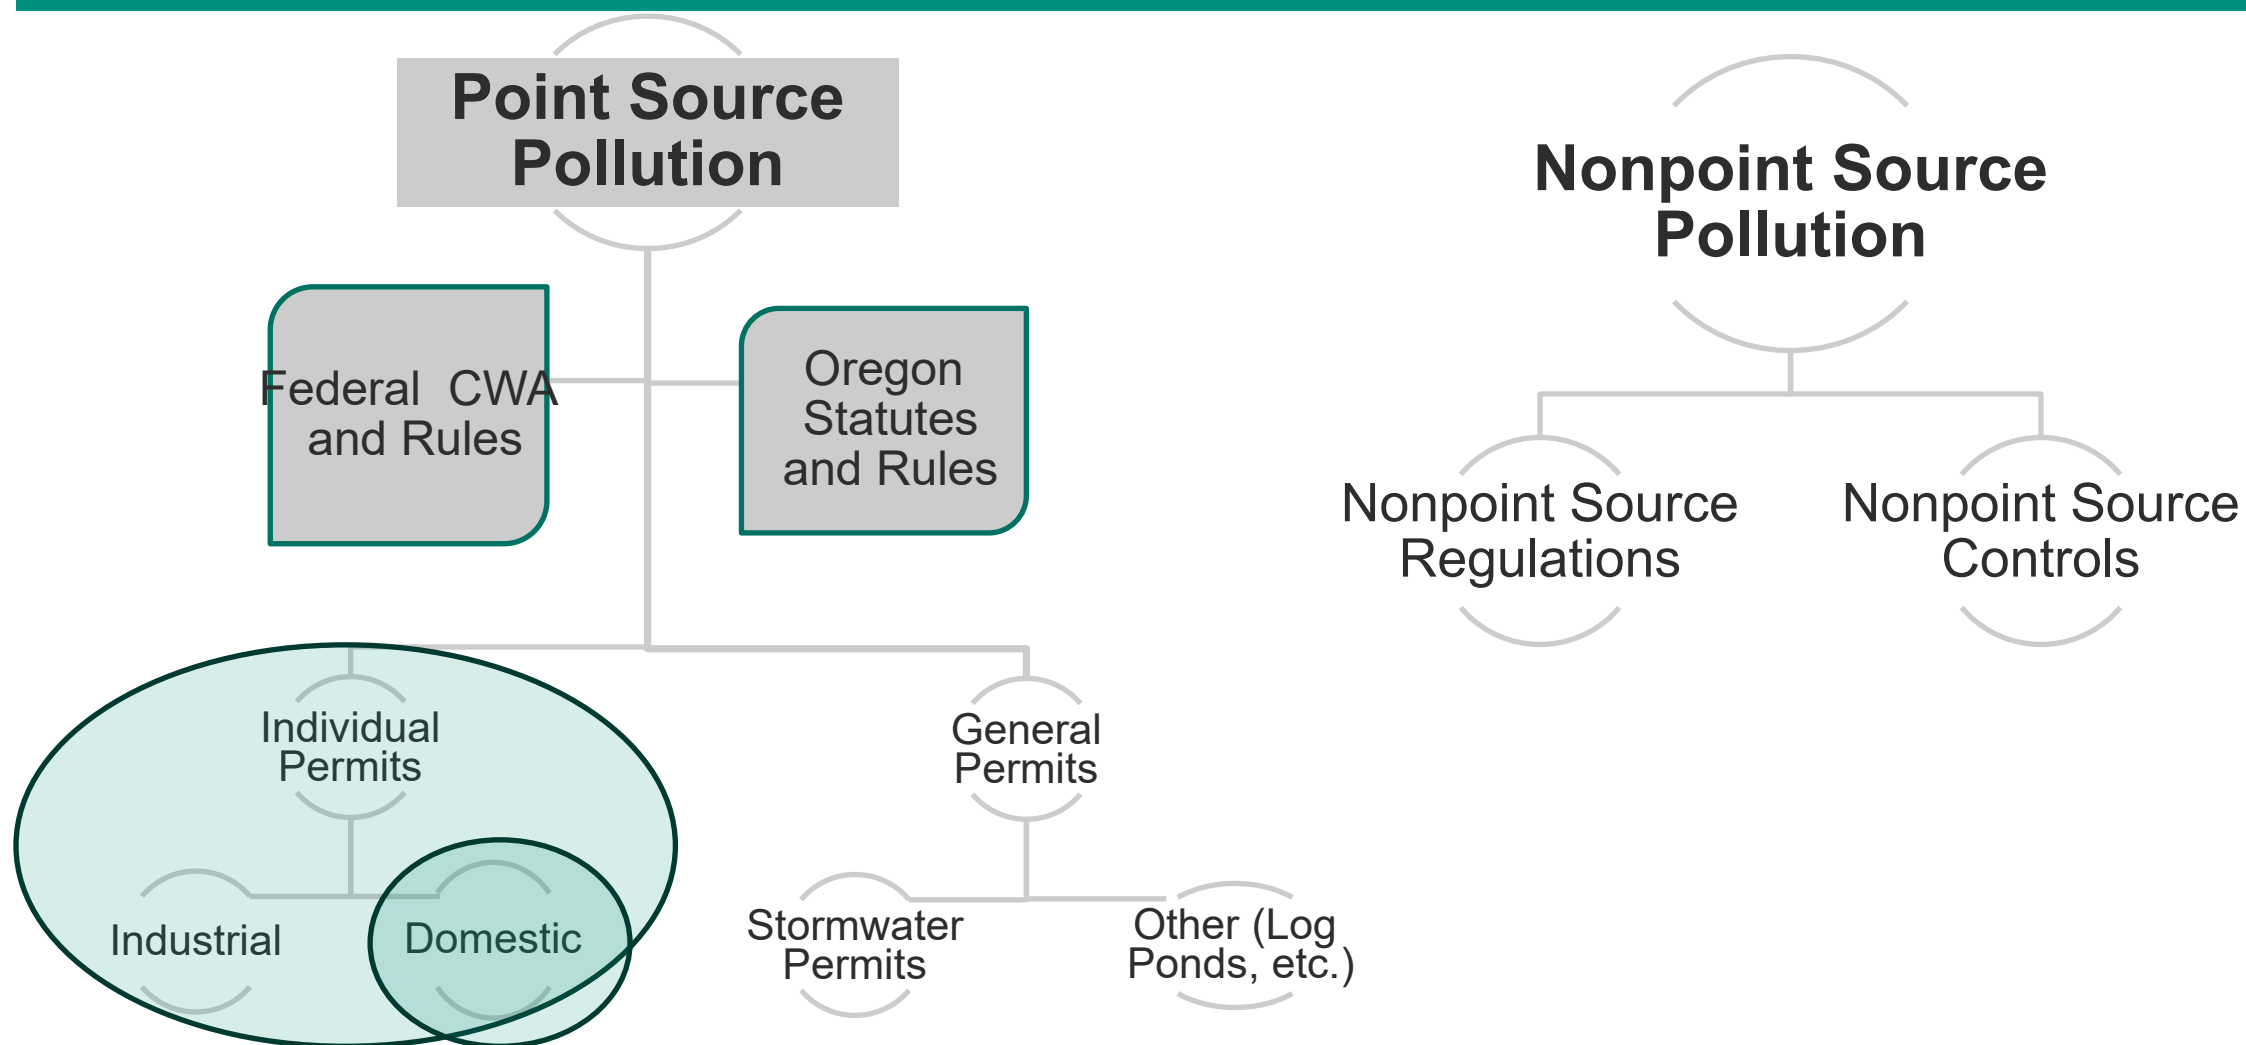 Point Source
Pollution
Nonpoint Source
Pollution
Federal  CWA
and Rules
Oregon
Statutes
and Rules
Nonpoint Source
Regulations
Nonpoint Source
Controls
Individual
Permits
General
Permits
Industrial
Domestic
Stormwater
Permits
Other (Log
Ponds, etc.)